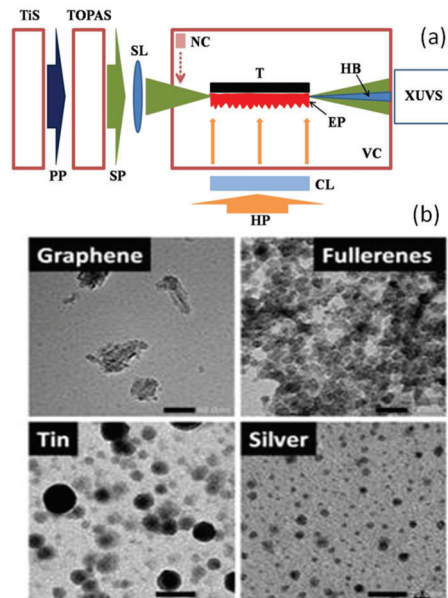 (a)
TiS
TOPAS
SL
NC
T
HB
XUVS
EP
VC
PP
SP
CL
HP
(b)
Graphene
Fullerenes
Tin
Silver